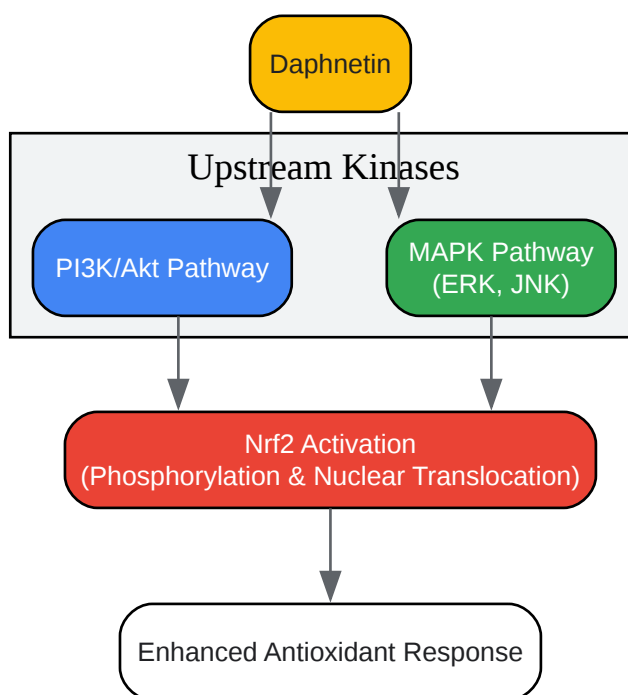 Daphnetin
Upstream Kinases
PI3K/Akt Pathway
MAPK Pathway
(ERK, JNK)
Nrf2 Activation
(Phosphorylation & Nuclear Translocation)
Enhanced Antioxidant Response